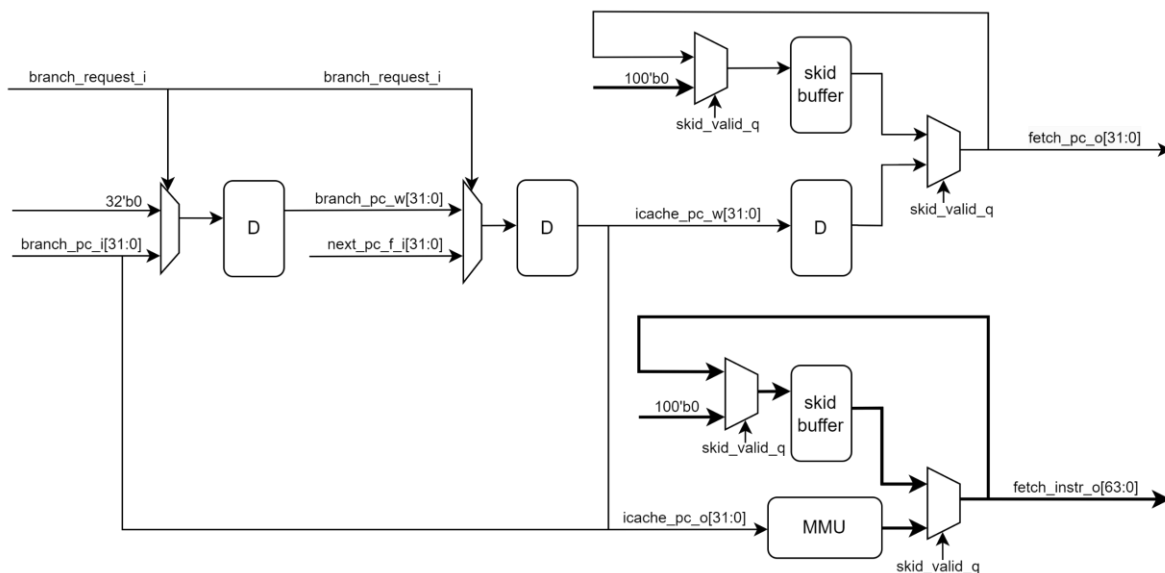 branch_request_i
branch_request_i
100'b0
skid_valid_q
skid
buffer
fetch_pc_o[31:0]
skid_valid_q
32'b0
branch_pc_i[31:0]
D
branch_pc_w[31:0]
next_pc_f_i[31:0]
D
icache_pc_w[31:0]
D
100'b0
skid_valid_q
skid
buffer
fetch_instr_o[63:0]
icache_pc_o[31:0]
MMU
skid_valid_q